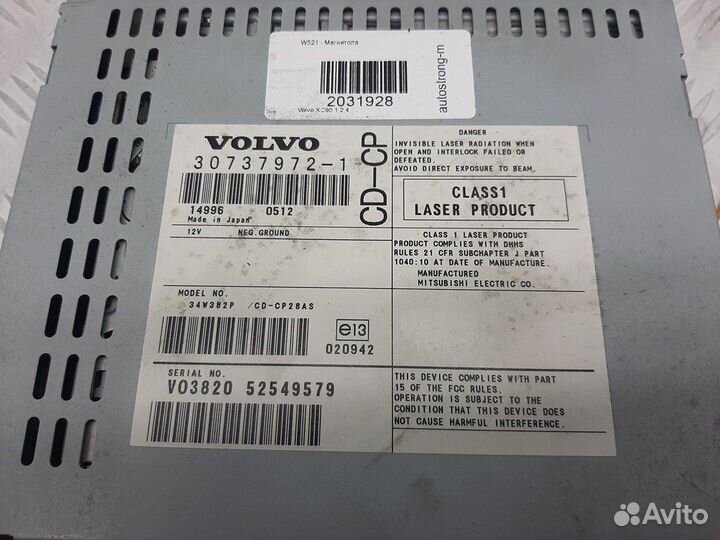 W521 - Магнитола
2031928
Volvo XC90 1 2.4
autostrong-m
VOLVO
30737972-1
14996 0512
Made in Japan
CD-CP
12V NEG.GROUND
MODEL NO.
34W382P /CD-CP28AS
e13
020942
SERIAL NO.
VO3820 52549579
DANGER
INVISIBLE LASER RADIATION WHEN
OPEN AND INTERLOCK FAILED OR
DEFEATED.
AVOID DIRECT EXPOSURE TO BEAM.
CLASS1
LASER PRODUCT
CLASS 1 LASER PRODUCT
PRODUCT COMPLIES WITH DHHS
RULES 21 CFR SUBCHAPTER J PART
1040:10 AT DATE OF MANUFACTURE.
MANUFACTURED
MITSUBISHI ELECTRIC CO.
THIS DEVICE COMPLIES WITH PART
15 OF THE FCC RULES.
OPERATION IS SUBJECT TO THE
CONDITION THAT THIS DEVICE DOES
NOT CAUSE HARMFUL INTERFERENCE.
Avito